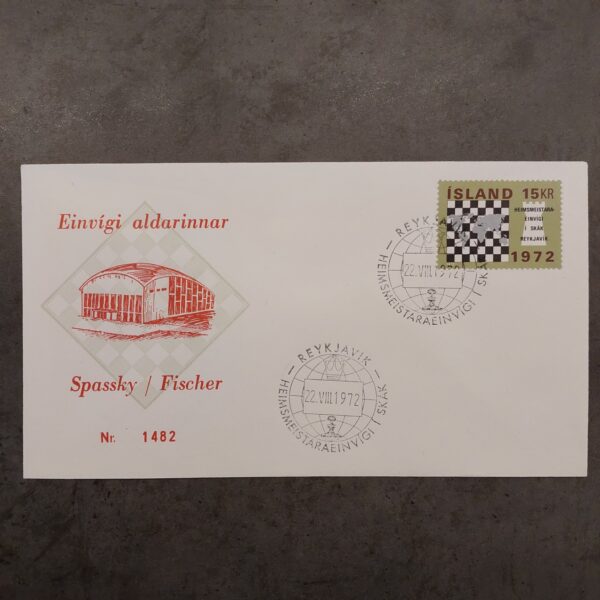 Einvígi aldarinnar
Spassky / Fischer
Nr. 1482
ÍSLAND 15KR
HEIMSMEISTARA-
EINVÍGI
Í SKÁK
REYKJAVÍK
1972
— REYKJAVÍK —
22.VIII.1972
HEIMSMEISTARAEINVÍGI Í SKÁK
— REYKJAVÍK —
22.VIII.1972
HEIMSMEISTARAEINVÍGI Í SKÁK